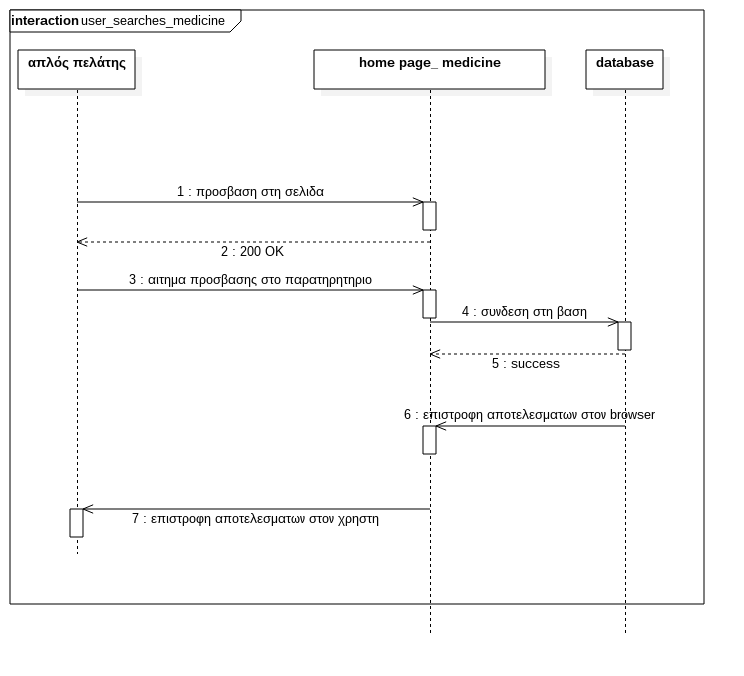 interaction user_searches_medicine
απλός πελάτης
home page_ medicine
database
1 : προσβαση στη σελιδα
2 : 200 OK
3 : αιτημα προσβασης στο παρατηρητηριο
4 : συνδεση στη βαση
5 : success
6 : επιστροφη αποτελεσματων στον browser
7 : επιστροφη αποτελεσματων στον χρηστη